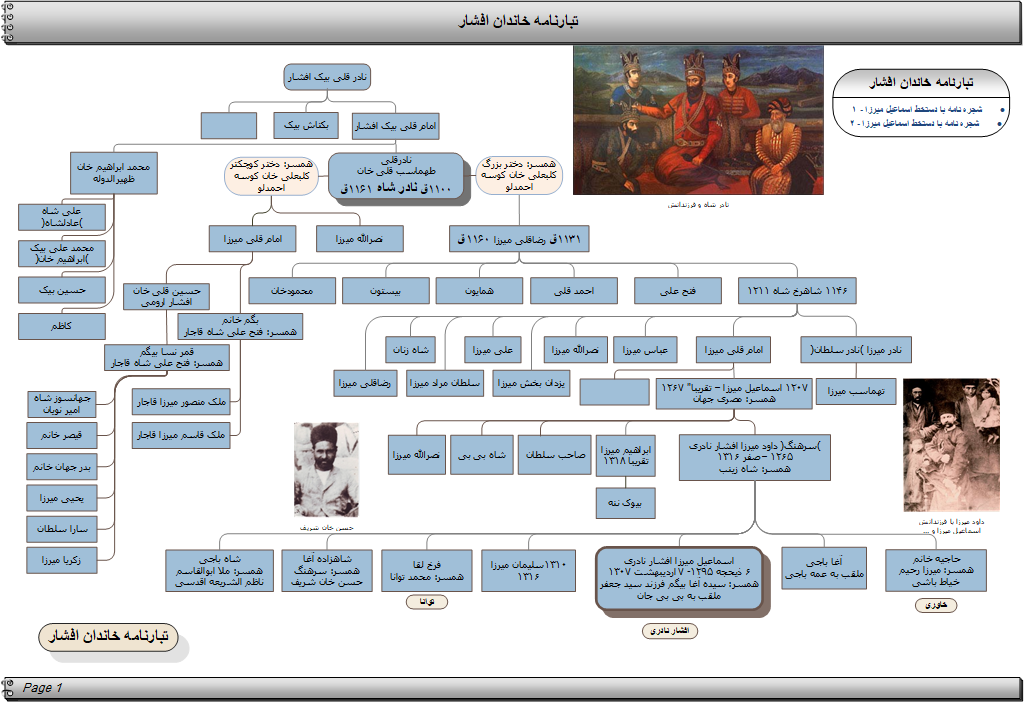 تبارنامه خاندان افشار
تبارنامه خاندان افشار
شجره نامه با دستخط اسماعیل میرزا - ۱
شجره نامه با دستخط اسماعیل میرزا - ۲
نادر شاه و فرزندانش
نادر قلی بیک افشار
امام قلی بیک افشار
بکتاش بیک
محمد ابراهیم خان
ظهیرالدوله
همسر: دختر بزرگ
کلبعلی خان کوسه
احمدلو
نادرقلی
طهماسب قلی خان
۱۱۰۰ق نادر شاه ۱۱۶۱ق
همسر: دختر کوچکتر
کلبعلی خان کوسه
احمدلو
علی شاه
)عادلشاه(
محمد علی بیک
)ابراهیم خان(
حسین بیک
کاظم
۱۱۳۱ق رضاقلی میرزا ۱۱۶۰ق
نصرالله میرزا
امام قلی میرزا
۱۱۴۶ شاهرخ شاه ۱۲۱۱
فتح علی
احمد قلی
همایون
بیستون
محمودخان
حسین قلی خان
افشار ارومی
بگم خانم
همسر: فتح علی شاه قاجار
قمر نسا بیگم
همسر: فتح علی شاه قاجار
نادر میرزا )نادر سلطان(
امام قلی میرزا
عباس میرزا
نصرالله میرزا
علی میرزا
شاه زنان
یزدان بخش میرزا
سلطان مراد میرزا
رضاقلی میرزا
تهماسب میرزا
۱۲۰۷ اسماعیل میرزا – تقریبا" ۱۲۶۷
همسر: مصری جهان
ملک منصور میرزا قاجار
ملک قاسم میرزا قاجار
جهانسوز شاه
امیر نویان
قیصر خانم
بدر جهان خانم
یحیی میرزا
سارا سلطان
زکریا میرزا
)سرهنگ( داود میرزا افشار نادری
۱۲۶۵ – صفر ۱۳۱۶
همسر: شاه زینب
ابراهیم میرزا
تقریبا ۱۳۱۸
صاحب سلطان
شاه بی بی
نصرالله میرزا
بیوک ننه
حسن خان شریف
داود میرزا با فرزندانش
اسماعیل میرزا و ...
حاجیه خانم
همسر: میرزا رحیم
خیاط باشی
آغا باجی
ملقب به عمه باجی
اسماعیل میرزا افشار نادری
۶ ذیحجه ۱۲۹۵- ۷ اردیبهشت ۱۳۰۷
همسر: سیده آغا بیگم فرزند سید جعفر
ملقب به بی بی جان
۱۳۱۰سلیمان میرزا
۱۳۱۶
فرخ لقا
همسر: محمد توانا
شاهزاده آغا
همسر: سرهنگ
حسن خان شریف
شاه باجی
همسر: ملا ابوالقاسم
ناظم الشریعه اقدسی
خاوری
افشار نادری
توانا
تبارنامه خاندان افشار
Page 1